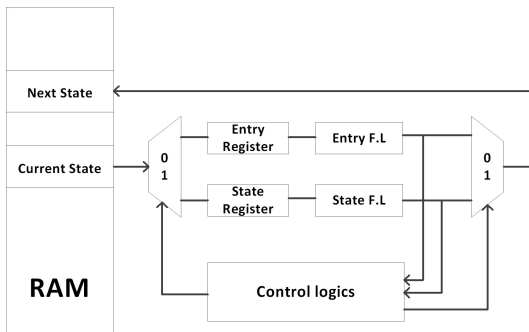 Next State
Current State
RAM
0
1
Entry
Register
Entry F.L
State
Register
State F.L
0
1
Control logics